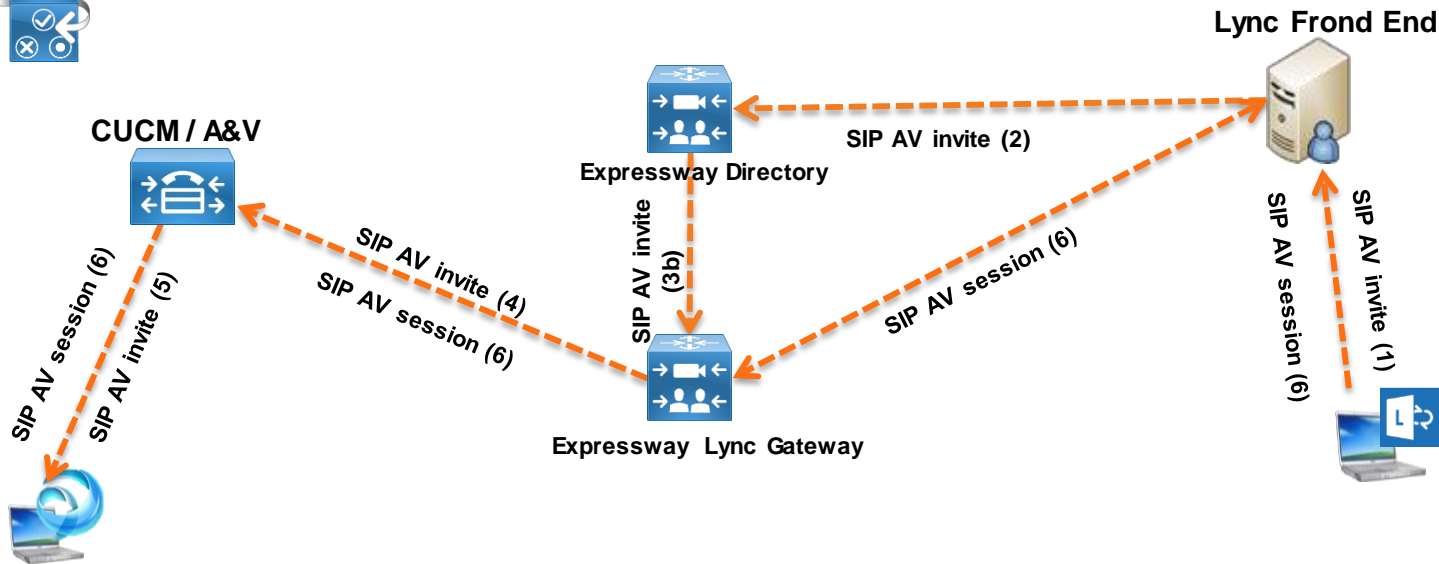 Lync Frond End
CUCM / A&V
SIP AV invite (2)
Expressway Directory
SIP AV invite
(3b)
SIP AV session (6)
SIP AV invite (1)
SIP AV session (6)
SIP AV invite (4)
SIP AV session (6)
SIP AV session (6)
SIP AV invite (5)
Expressway Lync Gateway
L